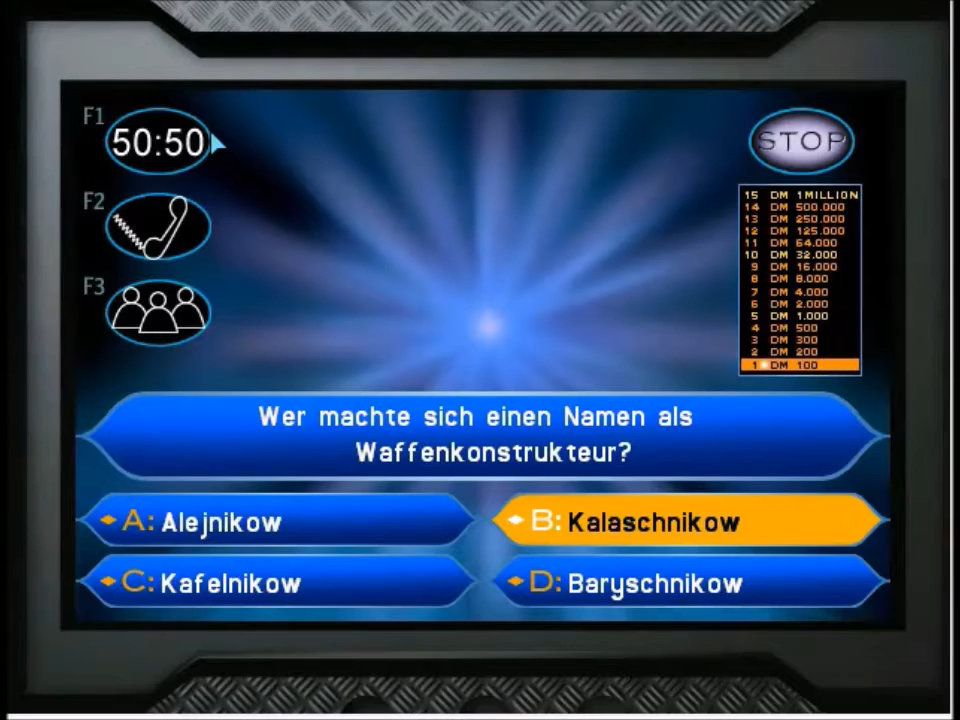 F1
50:50
F2
F3
STOP
15 DM 1MILLION
14 DM 500.000
13 DM 250.000
12 DM 125.000
11 DM 64.000
10 DM 32.000
9 DM 16.000
8 DM 8.000
7 DM 4.000
6 DM 2.000
5 DM 1.000
4 DM 500
3 DM 300
2 DM 200
1 DM 100
Wer machte sich einen Namen als
Waffenkonstrukteur?
A: Alejnikow
B: Kalaschnikow
C: Kafelnikow
D: Baryschnikow